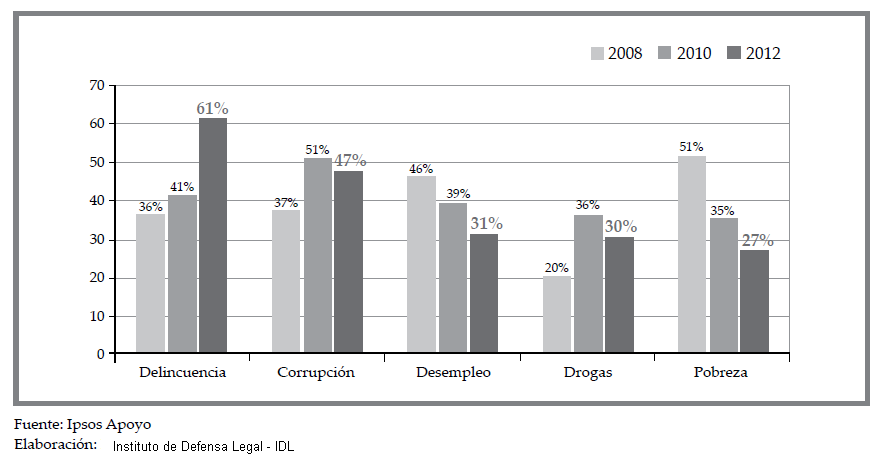 2008 2010 2012
70
60
50
40
30
20
10
0
36% 41% 61%
37% 51% 47%
46% 39% 31%
20% 36% 30%
51% 35% 27%
Delincuencia Corrupción Desempleo Drogas Pobreza
Fuente: Ipsos Apoyo
Elaboración: Instituto de Defensa Legal - IDL